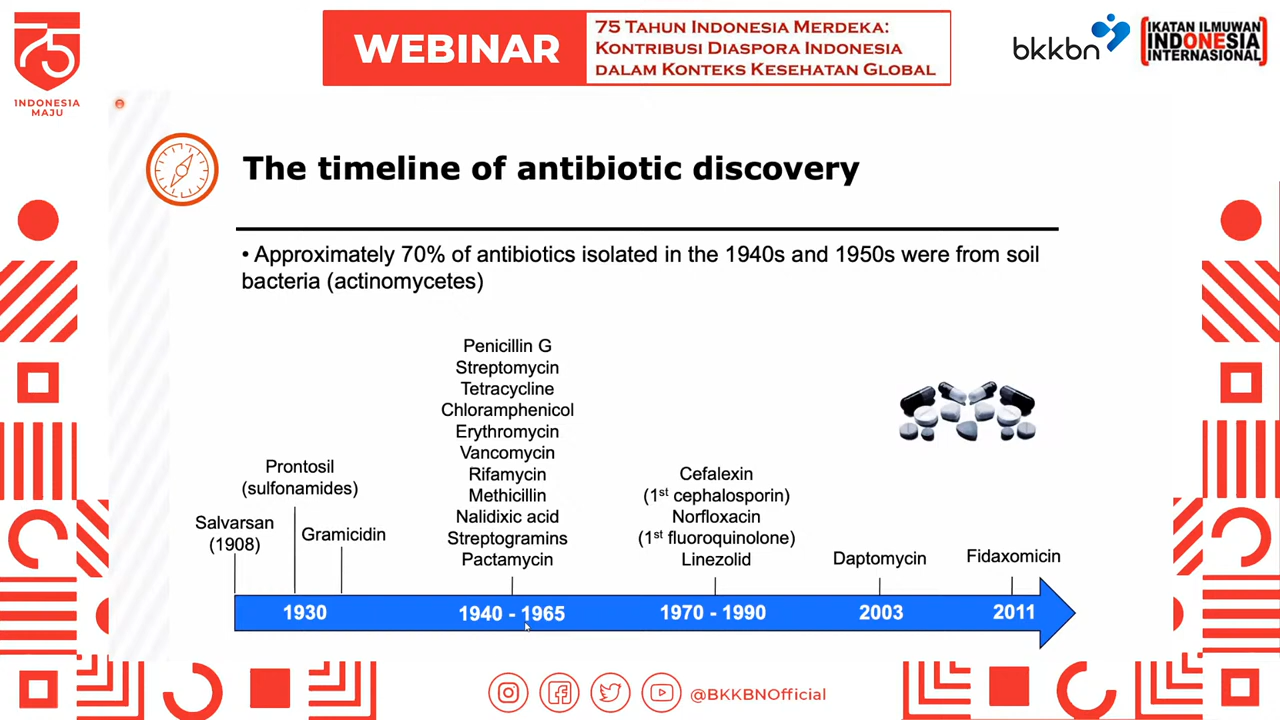 75
INDONESIA
MAJU
WEBINAR
75 TAHUN INDONESIA MERDEKA:
KONTRIBUSI DIASPORA INDONESIA
DALAM KONTEKS KESEHATAN GLOBAL
bkkbn
IKATAN ILMUWAN
INDONESIA
INTERNASIONAL
The timeline of antibiotic discovery
• Approximately 70% of antibiotics isolated in the 1940s and 1950s were from soil
bacteria (actinomycetes)
Salvarsan
(1908)
Prontosil
(sulfonamides)
Gramicidin
Penicillin G
Streptomycin
Tetracycline
Chloramphenicol
Erythromycin
Vancomycin
Rifamycin
Methicillin
Nalidixic acid
Streptogramins
Pactamycin
Cefalexin
(1st cephalosporin)
Norfloxacin
(1st fluoroquinolone)
Linezolid
Daptomycin
Fidaxomicin
1930
1940 - 1965
1970 - 1990
2003
2011
@BKKBNOfficial